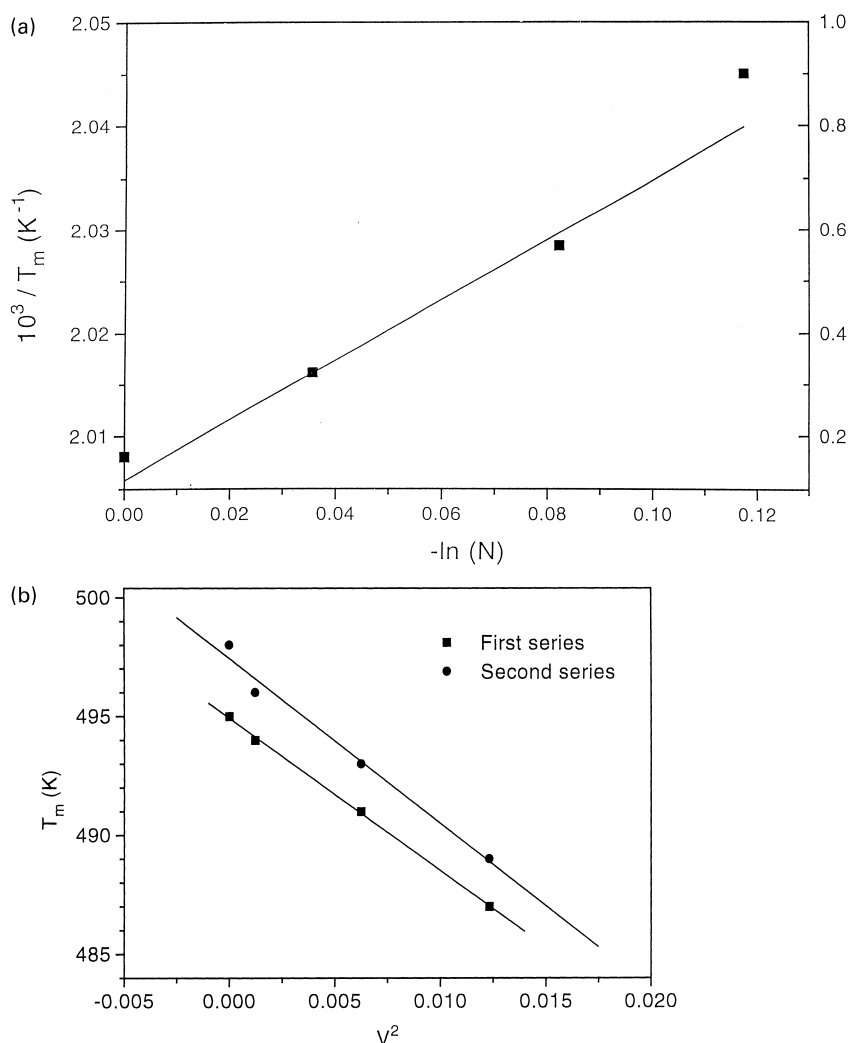 (a)
2.05
2.04
2.03
2.02
2.01
10³ / Tₘ (K⁻¹)
1.0
0.8
0.6
0.4
0.2
0.00 0.02 0.04 0.06 0.08 0.10 0.12
-ln (N)
(b)
500
495
490
485
Tₘ (K)
First series
Second series
-0.005 0.000 0.005 0.010 0.015 0.020
V²